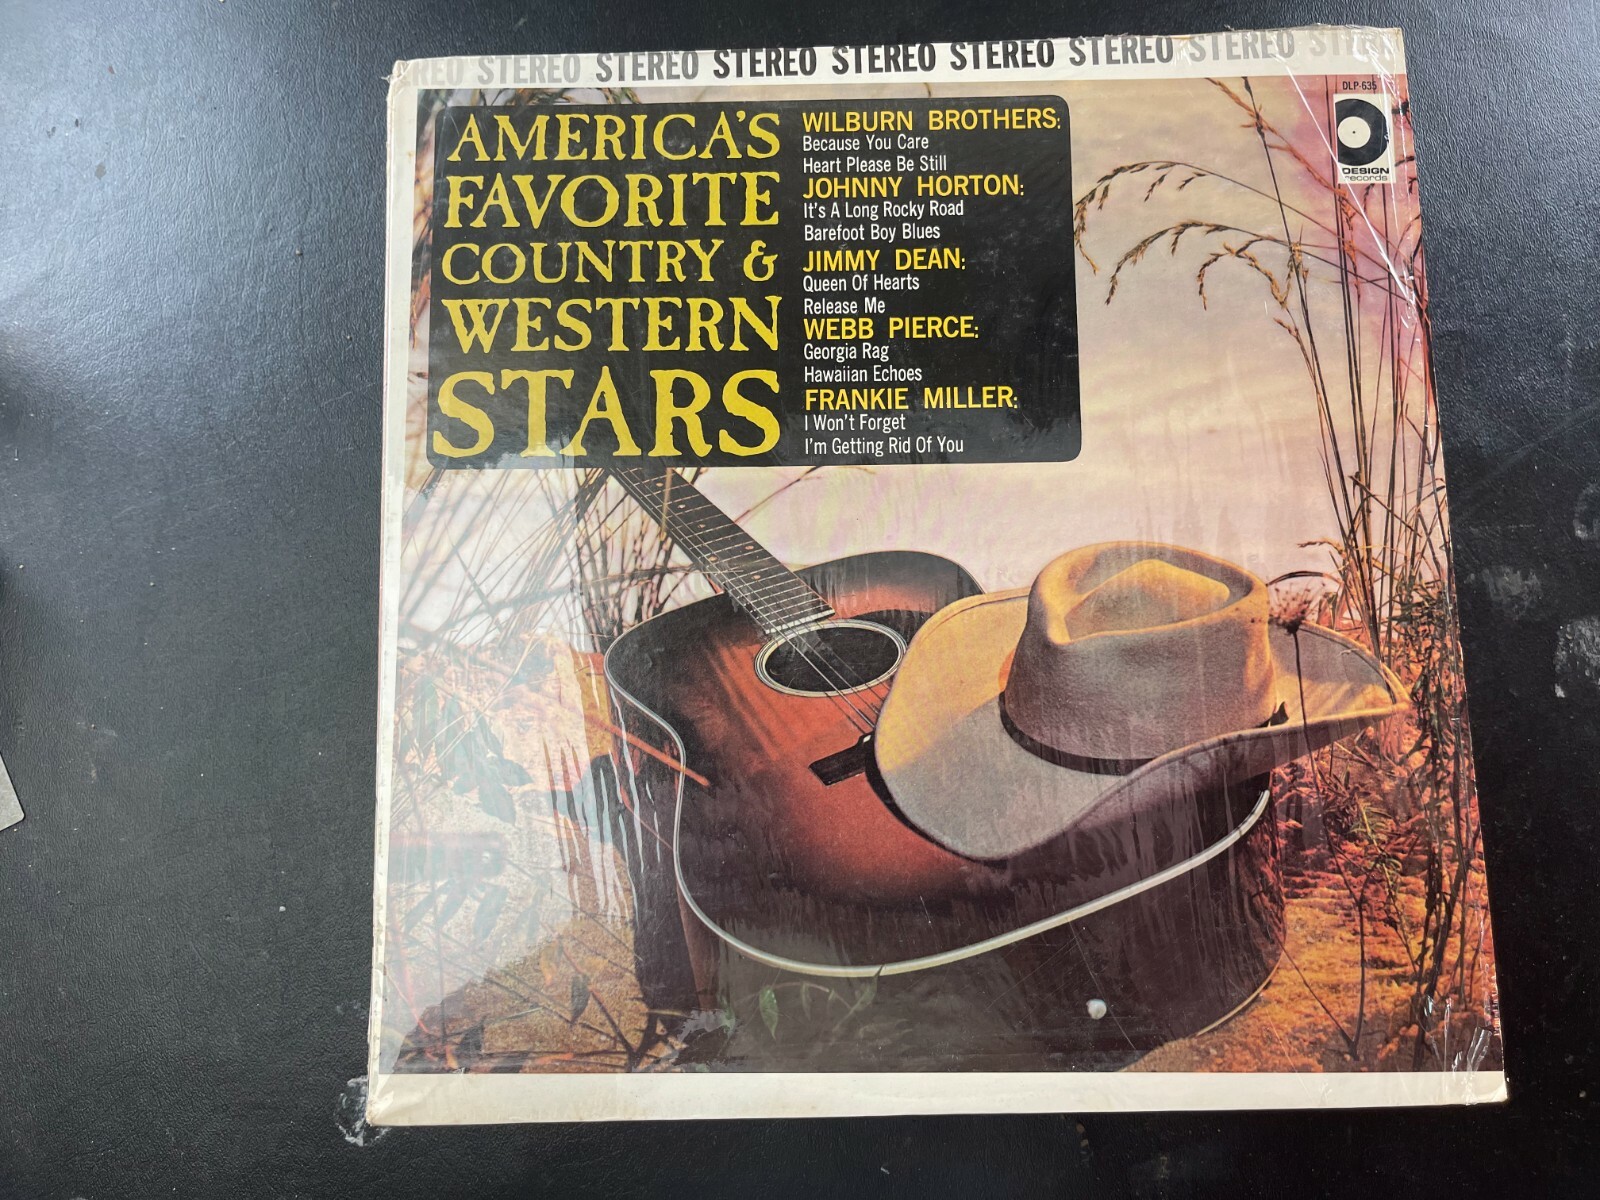 STEREO STEREO STEREO STEREO STEREO STEREO STEREO
DLP-635
DESIGN
records
AMERICA'S
FAVORITE
COUNTRY &
WESTERN
STARS
WILBURN BROTHERS:
Because You Care
Heart Please Be Still
JOHNNY HORTON:
It's A Long Rocky Road
Barefoot Boy Blues
JIMMY DEAN:
Queen Of Hearts
Release Me
WEBB PIERCE:
Georgia Rag
Hawaiian Echoes
FRANKIE MILLER:
I Won't Forget
I'm Getting Rid Of You